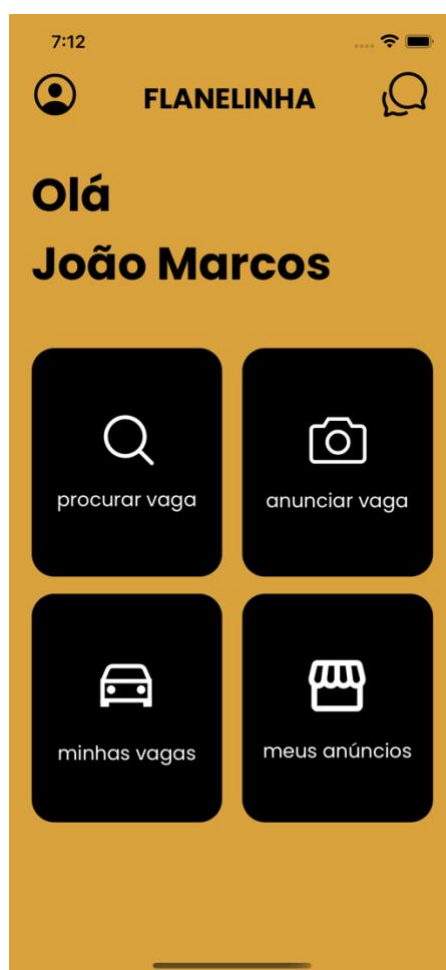 7:12
FLANELINHA
Olá
João Marcos
procurar vaga
anunciar vaga
minhas vagas
meus anúncios